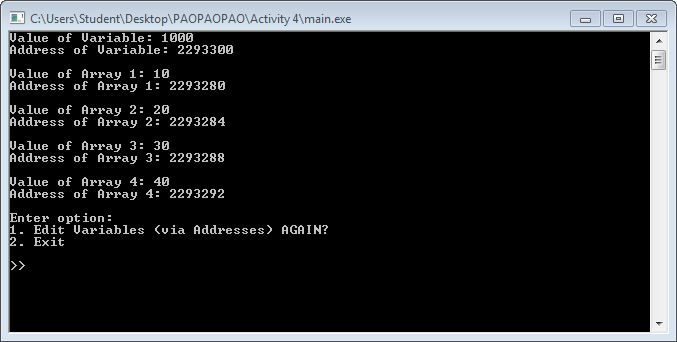 C:\Users\Student\Desktop\PAOPAOPAO\Activity 4\main.exe
Value of Variable: 1000
Address of Variable: 2293300
Value of Array 1: 10
Address of Array 1: 2293280
Value of Array 2: 20
Address of Array 2: 2293284
Value of Array 3: 30
Address of Array 3: 2293288
Value of Array 4: 40
Address of Array 4: 2293292
Enter option:
1. Edit Variables (via Addresses) AGAIN?
2. Exit
>>